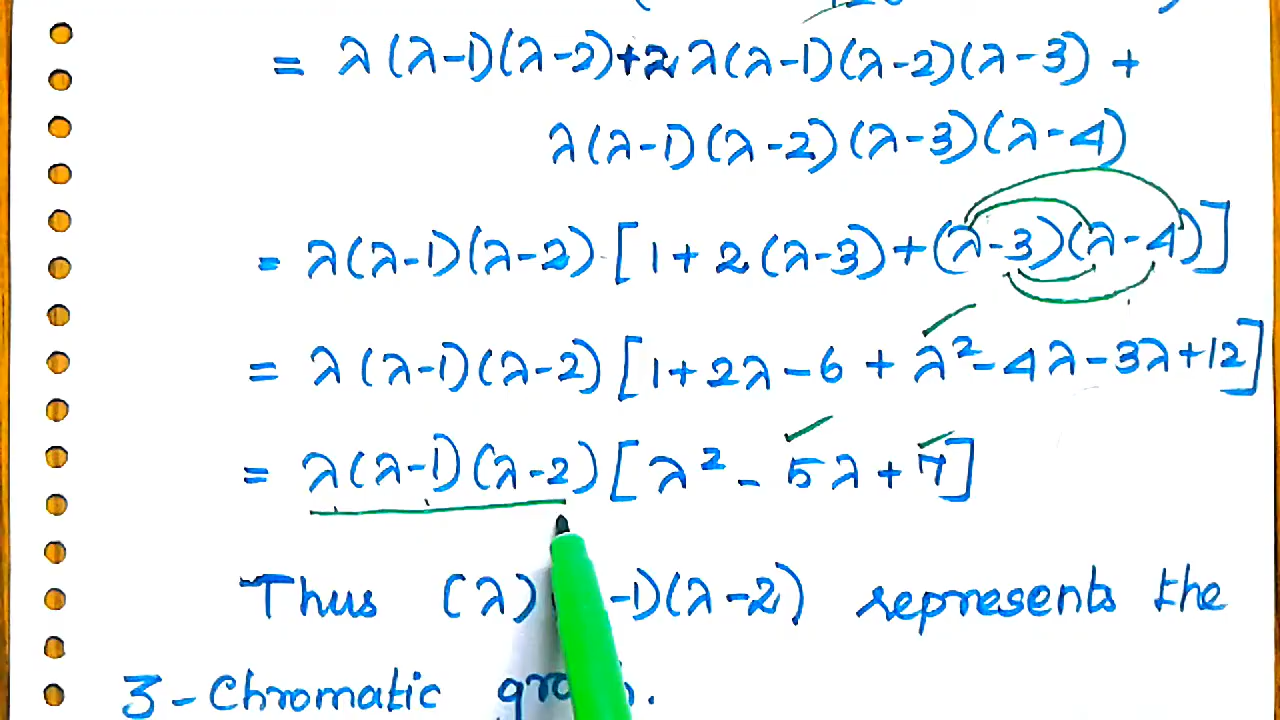 = λ(λ-1)(λ-2)+2λ(λ-1)(λ-2)(λ-3) +
λ(λ-1)(λ-2)(λ-3)(λ-4)
= λ(λ-1)(λ-2)[1+2(λ-3)+(λ-3)(λ-4)]
= λ(λ-1)(λ-2)[1+2λ-6+λ²-4λ-3λ+12]
= λ(λ-1)(λ-2)[λ²-5λ+7]
Thus (λ) -1)(λ-2) represents the
3-Chromatic